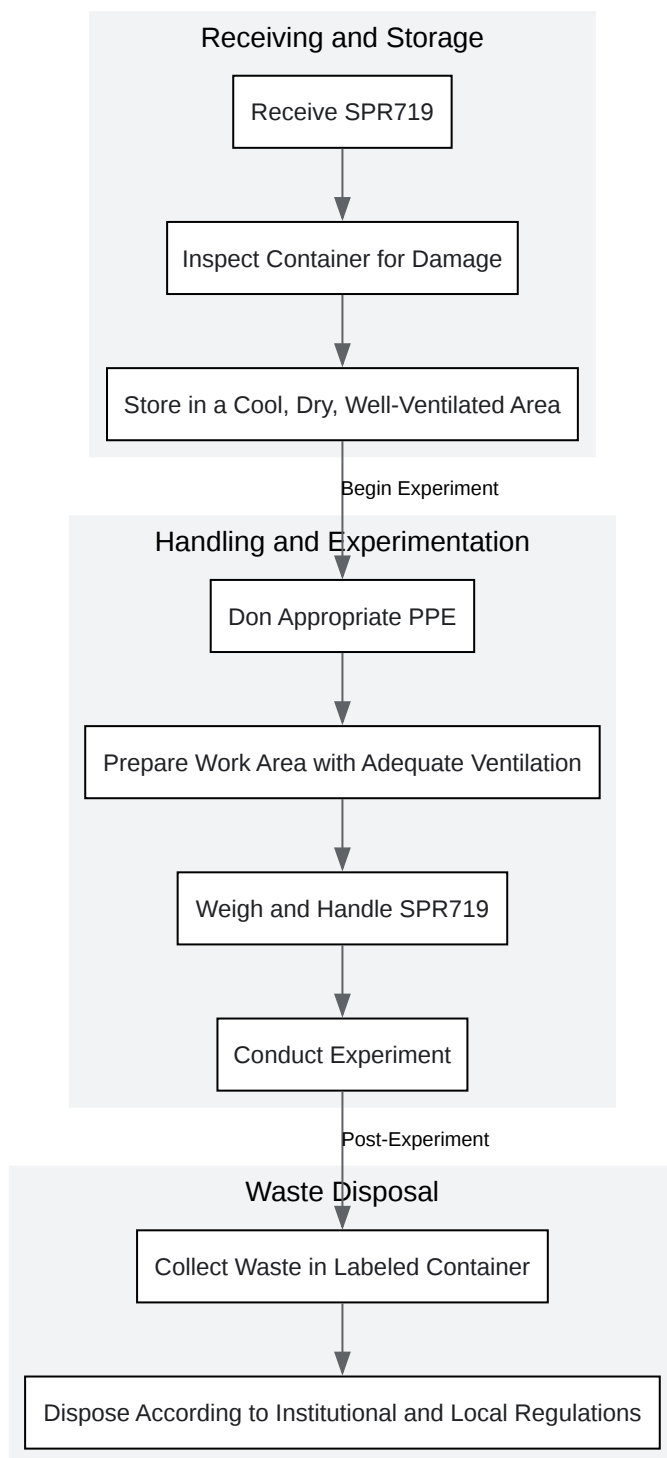 Receiving and Storage
Receive SPR719
Inspect Container for Damage
Store in a Cool, Dry, Well-Ventilated Area
Begin Experiment
Handling and Experimentation
Don Appropriate PPE
Prepare Work Area with Adequate Ventilation
Weigh and Handle SPR719
Conduct Experiment
Post-Experiment
Waste Disposal
Collect Waste in Labeled Container
Dispose According to Institutional and Local Regulations